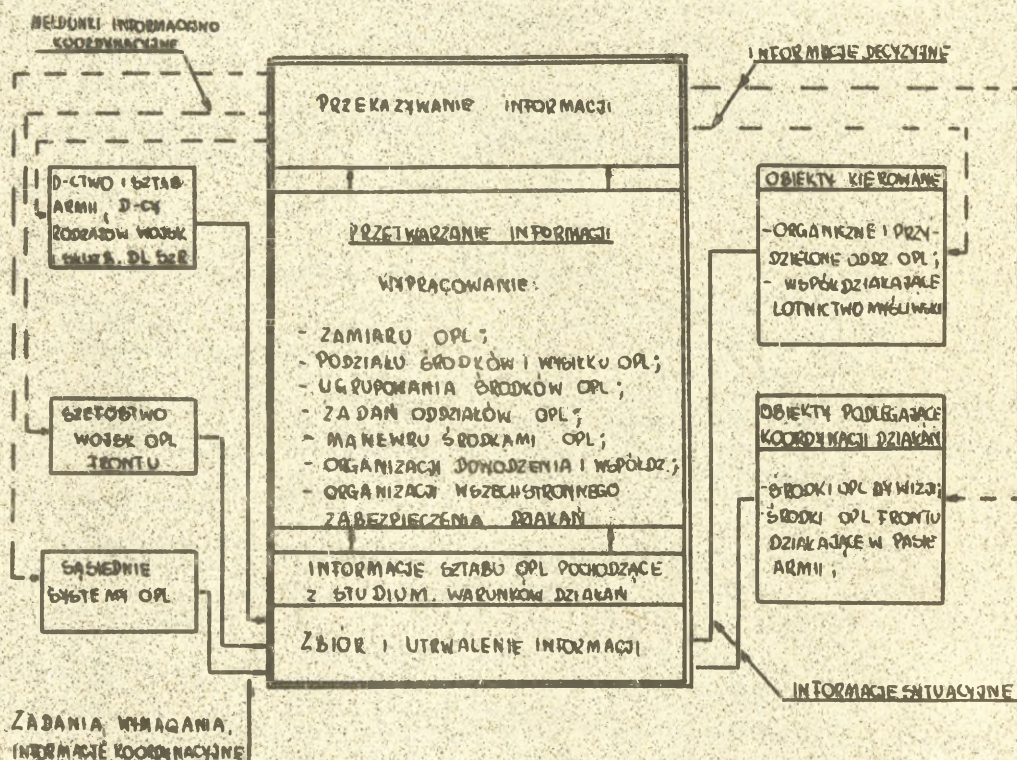 MELDUNKI INFORMACYJNO
KOORDYNACYJNE
INFORMACJE DECYZYJNE
PRZEKAZYWANIE INFORMACJI
D-CTWO I SZTAB
ARMII, D-CY
RODZAJÓW WOJSK
I SŁUŻB, DL SZR
PRZETWARZANIE INFORMACJI
WYPRACOWANIE:
- ZAMIARU OPL;
- PODZIAŁU ŚRODKÓW I WYSIŁKU OPL;
- UGRUPOWANIA ŚRODKÓW OPL;
- ZADAŃ ODDZIAŁÓW OPL;
- MANEWRU ŚRODKAMI OPL;
- ORGANIZACJI DOWODZENIA I WSPÓŁDZ.;
- ORGANIZACJI WSZECHSTRONNEGO
ZABEZPIECZENIA DZIAŁAŃ
OBIEKTY KIEROWANE
- ORGANICZNE I PRZY-
DZIELONE ODDZ. OPL;
- WSPÓŁDZIAŁAJĄCE
LOTNICTWO MYŚLIWSKI
SZEFOSTWO
WOJSK OPL
FRONTU
OBIEKTY PODLEGAJĄCE
KOORDYNACJI DZIAŁAŃ
- ŚRODKI OPL DYWIZJI;
- ŚRODKI OPL FRONTU
DZIAŁAJĄCE W PASIE
ARMII;
SĄSIEDNIE
SYSTEMY OPL
INFORMACJE SZTABU OPL POCHODZĄCE
Z STUDIUM. WARUNKÓW DZIAŁAŃ
ZBIÓR I UTRWALENIE INFORMACJI
INFORMACJE SYTUACYJNE
ZADANIA, WYMAGANIA,
INFORMACJE KOORDYNACYJNE